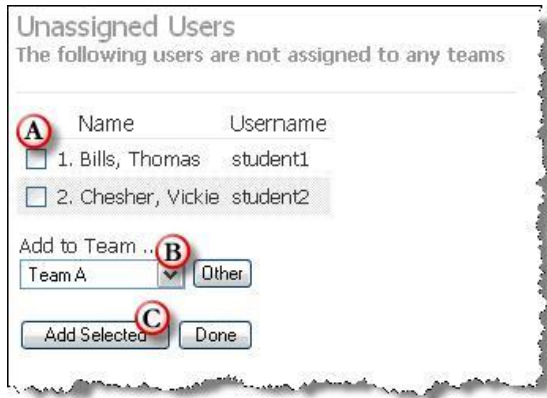 Unassigned Users
The following users are not assigned to any teams
A
Name Username
1. Bills, Thomas student1
2. Chesher, Vickie student2
Add to Team ..
B
Team A Other
C
Add Selected Done